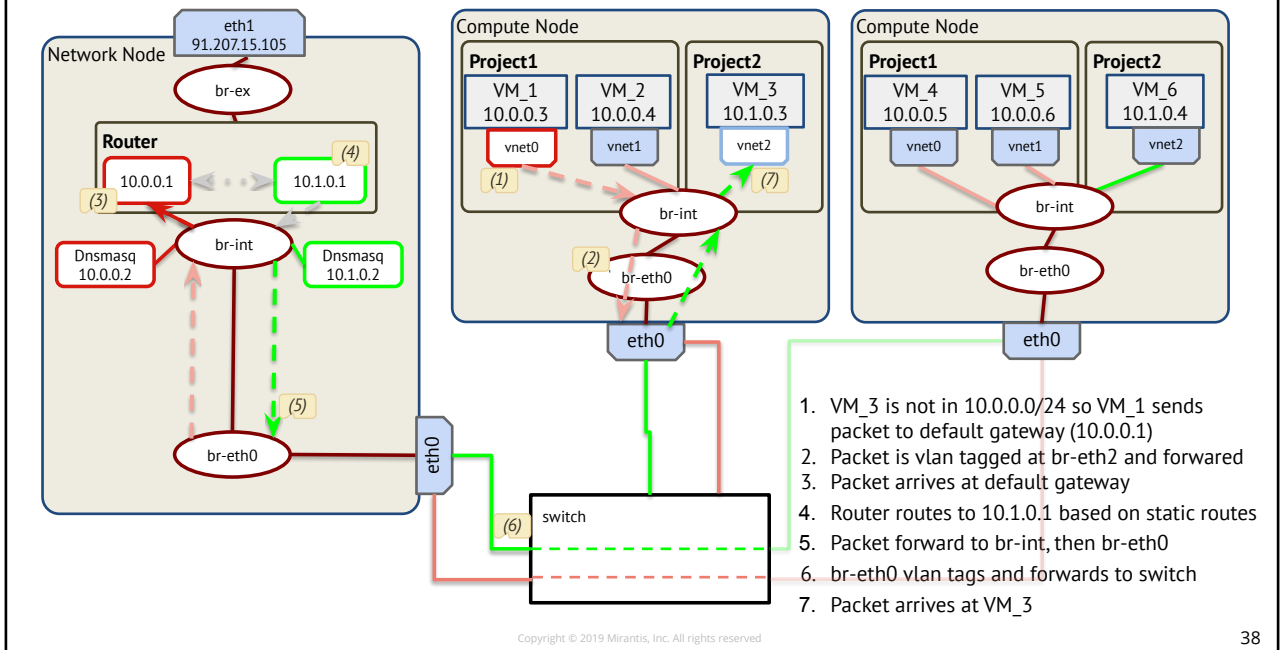 eth1
91.207.15.105
Network Node
br-ex
Router
(4)
10.0.0.1
10.1.0.1
(3)
br-int
Dnsmasq
10.0.0.2
Dnsmasq
10.1.0.2
(5)
br-eth0
eth0
Compute Node
Project1
Project2
VM_1
10.0.0.3
VM_2
10.0.0.4
VM_3
10.1.0.3
vnet0
vnet1
vnet2
(1)
(7)
br-int
(2)
br-eth0
eth0
Compute Node
Project1
Project2
VM_4
10.0.0.5
VM_5
10.0.0.6
VM_6
10.1.0.4
vnet0
vnet1
vnet2
br-int
br-eth0
eth0
(6)
switch
1. VM_3 is not in 10.0.0.0/24 so VM_1 sends
packet to default gateway (10.0.0.1)
2. Packet is vlan tagged at br-eth2 and forwared
3. Packet arrives at default gateway
4. Router routes to 10.1.0.1 based on static routes
5. Packet forward to br-int, then br-eth0
6. br-eth0 vlan tags and forwards to switch
7. Packet arrives at VM_3
Copyright © 2019 Mirantis, Inc. All rights reserved
38